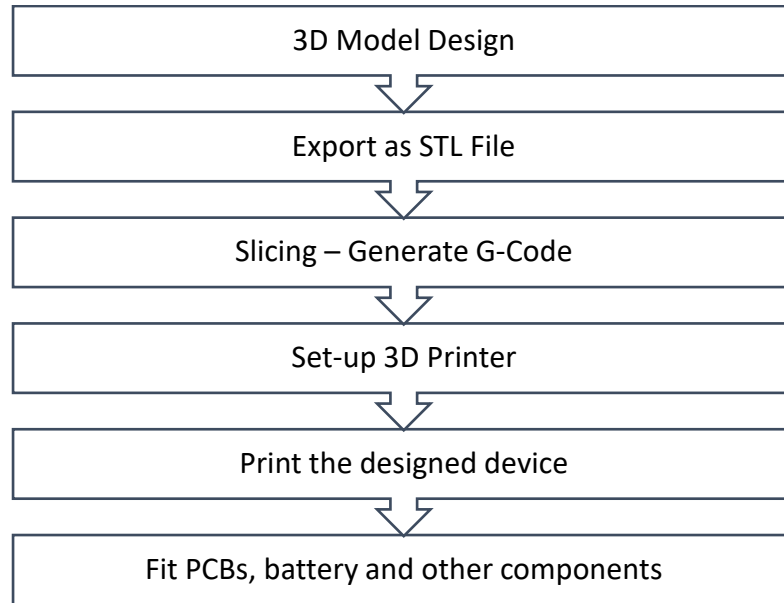 3D Model Design
Export as STL File
Slicing – Generate G-Code
Set-up 3D Printer
Print the designed device
Fit PCBs, battery and other components